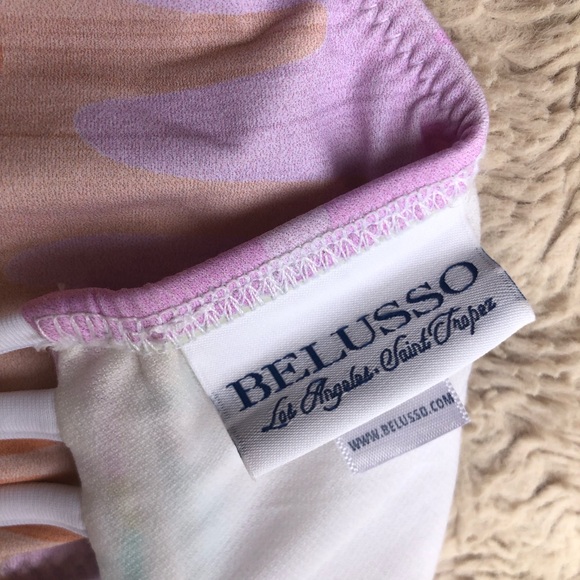 BELUSSO
Los Angeles. Saint Tropez
WWW.BELUSSO.COM